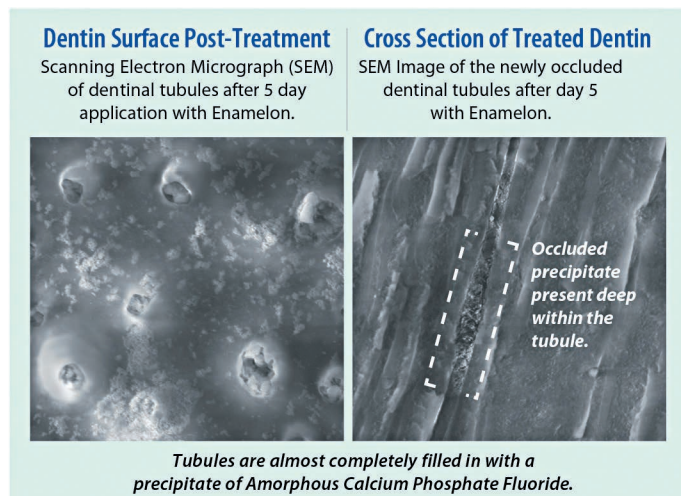 Dentin Surface Post-Treatment
Scanning Electron Micrograph (SEM)
of dentinal tubules after 5 day
application with Enamelon.
Cross Section of Treated Dentin
SEM Image of the newly occluded
dentinal tubules after day 5
with Enamelon.
Occluded
precipitate
present deep
within the
tubule.
Tubules are almost completely filled in with a
precipitate of Amorphous Calcium Phosphate Fluoride.